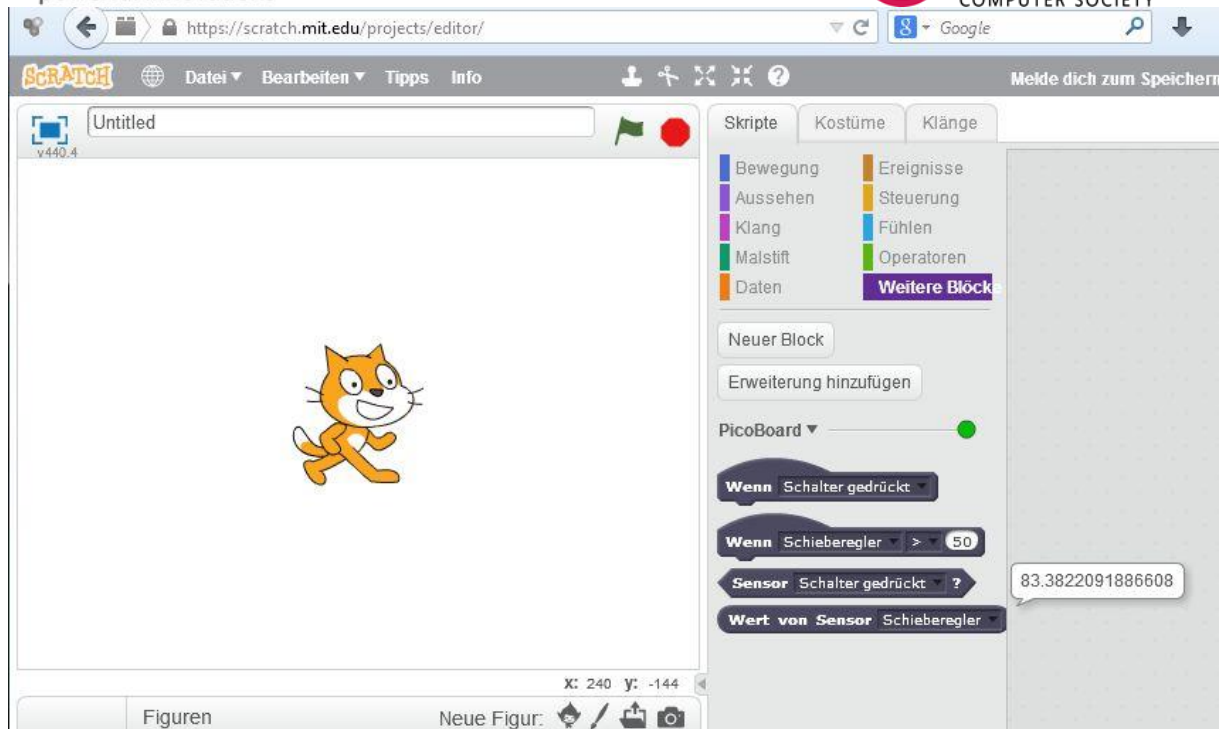 COMPUTER SOCIETY
https://scratch.mit.edu/projects/editor/
8 Google
SCRATCH Datei Bearbeiten Tipps Info ? Melde dich zum Speichern
Untitled
v440.4
Skripte Kostüme Klänge
Bewegung Ereignisse
Aussehen Steuerung
Klang Fühlen
Malstift Operatoren
Daten Weitere Blöcke
Neuer Block
Erweiterung hinzufügen
PicoBoard
Wenn Schalter gedrückt
Wenn Schieberegler > 50
Sensor Schalter gedrückt ?
83.3822091886608
Wert von Sensor Schieberegler
x: 240 y: -144
Figuren Neue Figur: